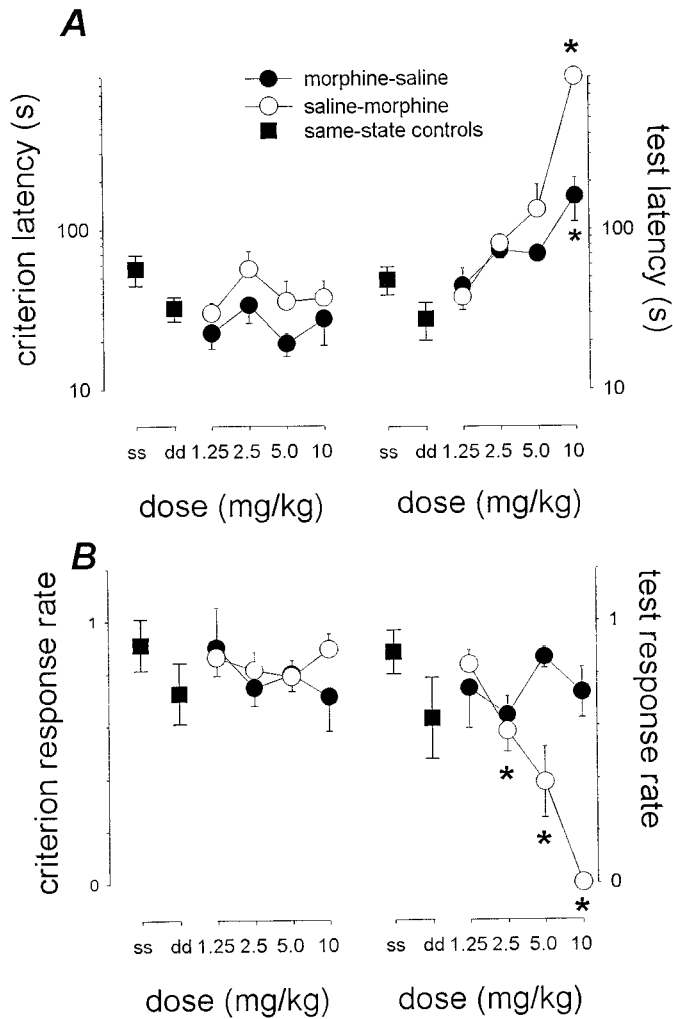 A
morphine-saline
saline-morphine
same-state controls
criterion latency (s)
100
10
test latency (s)
100
10
*
*
ss dd 1.25 2.5 5.0 10
dose (mg/kg)
ss dd 1.25 2.5 5.0 10
dose (mg/kg)
B
criterion response rate
1
0
test response rate
1
0
*
*
*
ss dd 1.25 2.5 5.0 10
dose (mg/kg)
ss dd 1.25 2.5 5.0 10
dose (mg/kg)